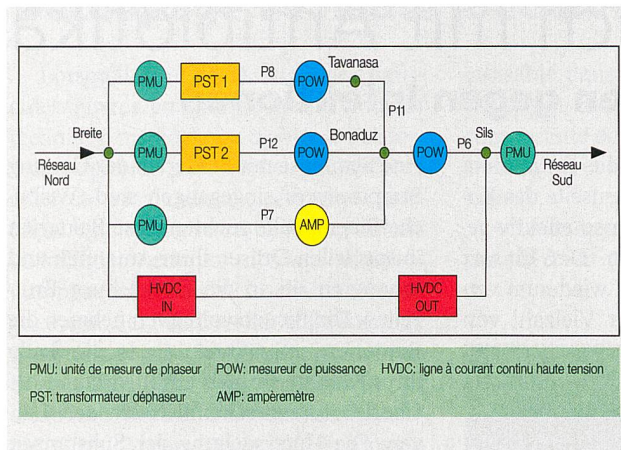 PMU PST 1 P8 POW Tavanasa
P11
Breite PMU PST 2 P12 POW Bonaduz POW P6 Sils PMU
Réseau Nord
Réseau Sud
PMU P7 AMP
HVDC IN
HVDC OUT
PMU: unité de mesure de phaseur POW: mesureur de puissance HVDC: ligne à courant continu haute tension
PST: transformateur déphaseur AMP: ampèremètre